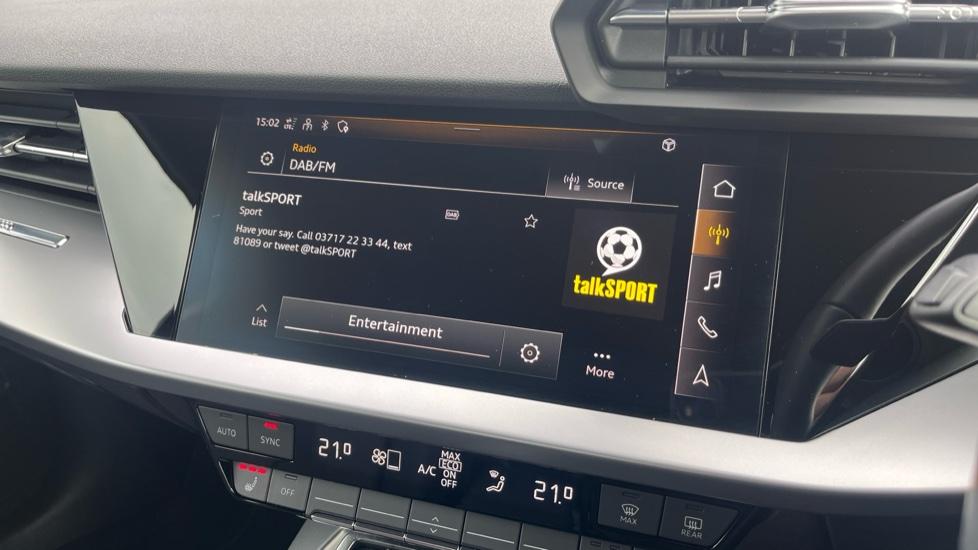 15:02
Radio
DAB/FM
Source
talkSPORT
Sport
DAB
Have your say. Call 03717 22 33 44, text
81089 or tweet @talkSPORT
talkSPORT
List
Entertainment
More
AUTO
SYNC
OFF
21.0
A/C
MAX
ECO
ON
OFF
21.0
MAX
REAR